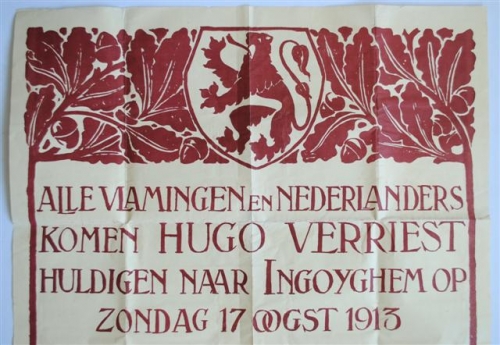 ALLE VLAMINGEN EN NEDERLANDERS
KOMEN HUGO VERRIEST
HULDIGEN NAAR INGOYGHEM OP
ZONDAG 17 OOGST 1913